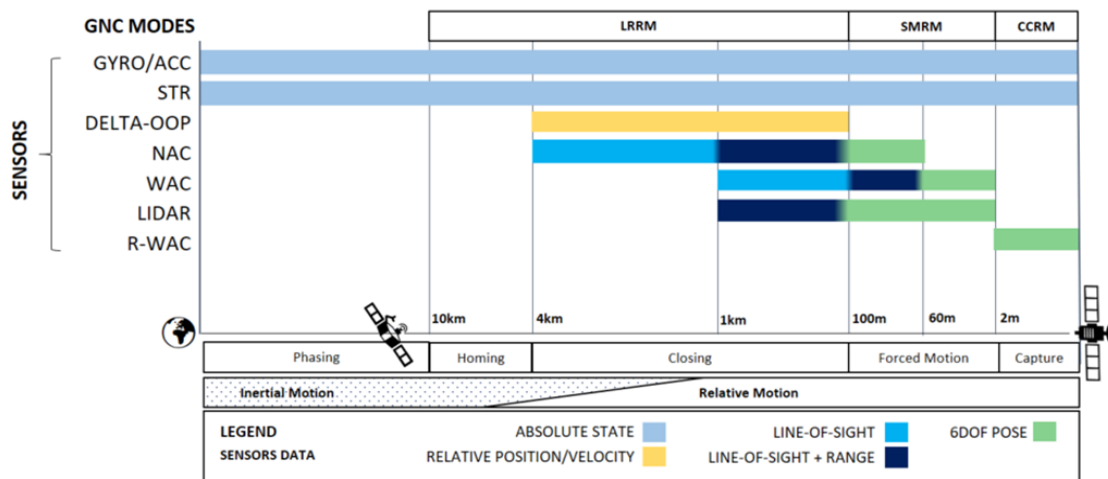 GNC MODES
LRRM SMRM CCRM
SENSORS
GYRO/ACC
STR
DELTA-OOP
NAC
WAC
LIDAR
R-WAC
10km 4km 1km 100m 60m 2m
Phasing Homing Closing Forced Motion Capture
Inertial Motion Relative Motion
LEGEND ABSOLUTE STATE LINE-OF-SIGHT 6DOF POSE
SENSORS DATA RELATIVE POSITION/VELOCITY LINE-OF-SIGHT + RANGE